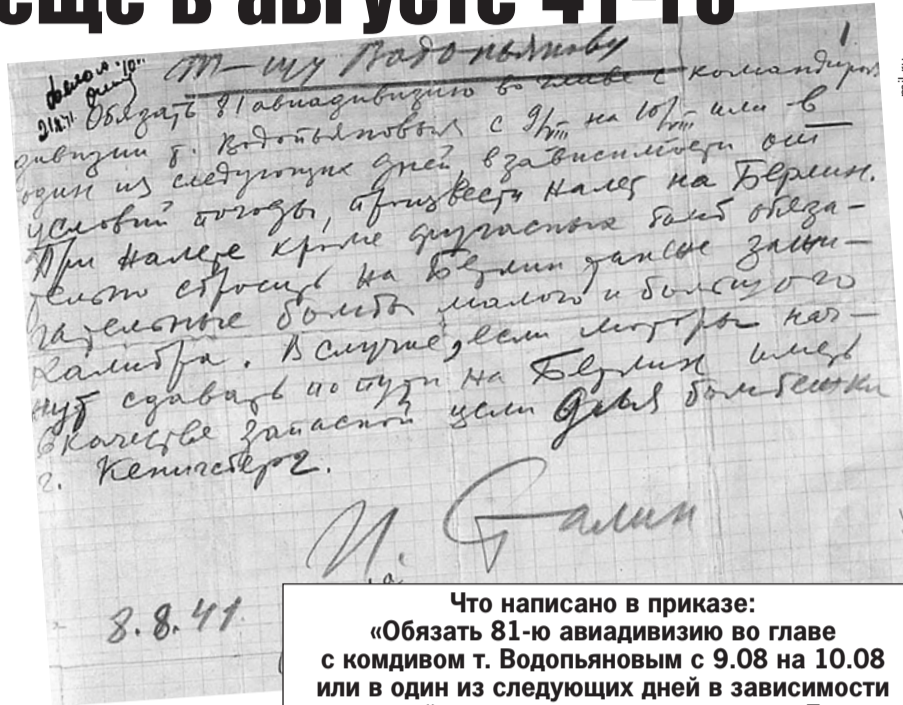 еще в августе 41-го
Т-щу Водопьянову
1
Обязать 81 авиадивизию во главе с командиром
дивизии т. Водопьяновым с 9/VIII на 10/VIII или в
один из следующих дней в зависимости от
условий погоды, произвести налет на Берлин.
При налете кроме фугасных бомб обяза-
тельно сбросить на Берлин также зажи-
гательные бомбы малого и большого
калибра. В случае, если моторы нач-
нут сдавать по пути на Берлин иметь
в качестве запасной цели для бомбежки
г. Кенигсберг.
И. Сталин
8.8.41
Что написано в приказе:
«Обязать 81-ю авиадивизию во главе
с комдивом т. Водопьяновым с 9.08 на 10.08
или в один из следующих дней в зависимости